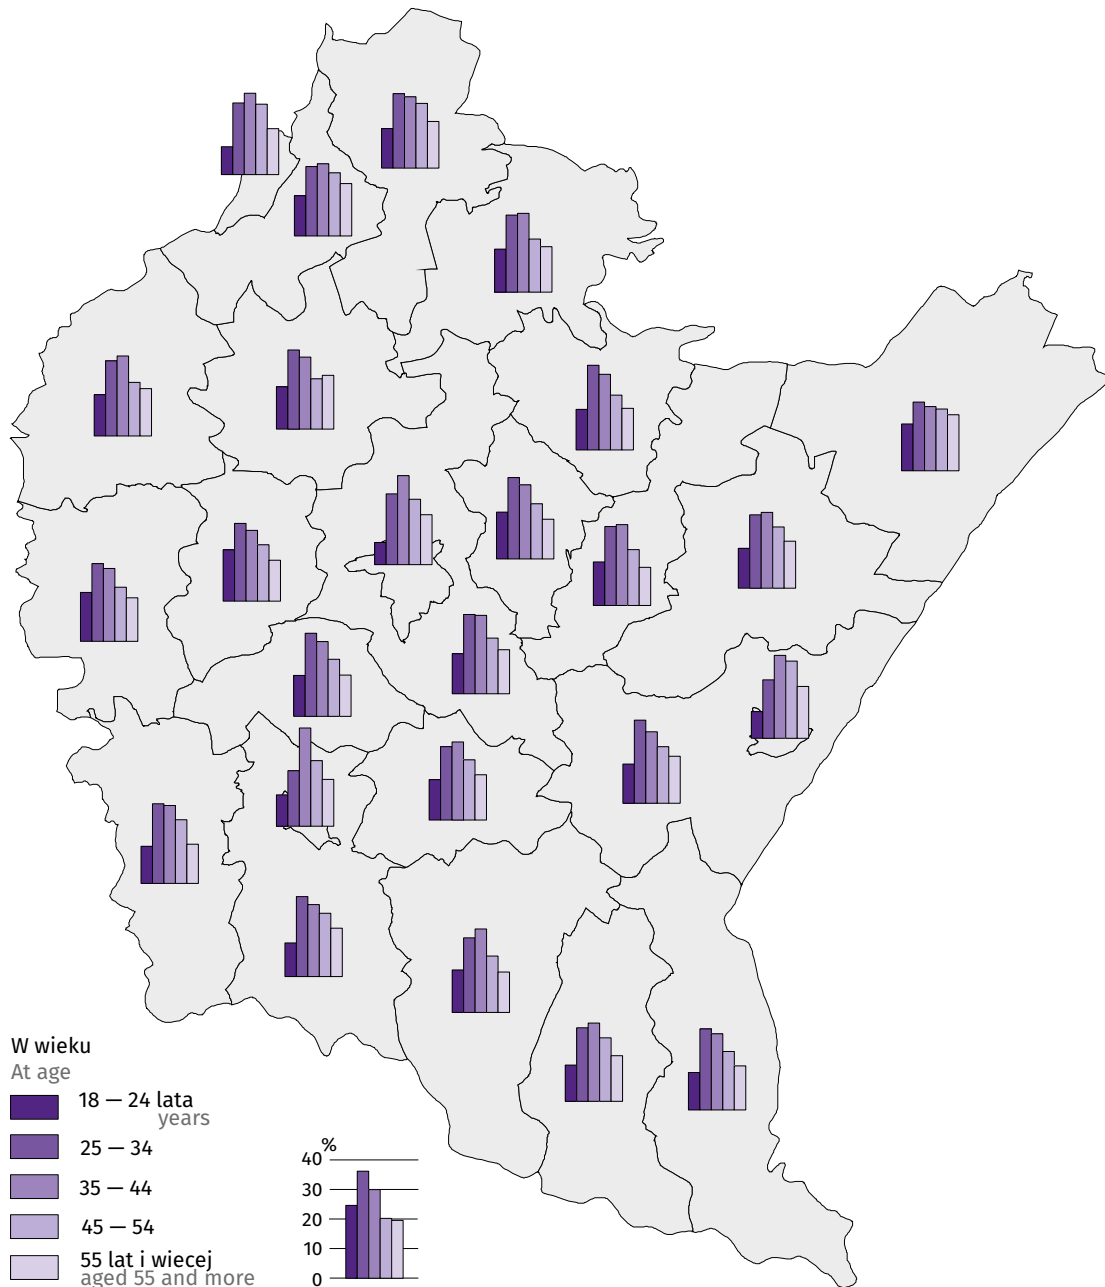 W wieku
At age
18 — 24 lata
years
25 — 34
35 — 44
45 — 54
55 lat i wiecej
aged 55 and more
%
40
30
20
10
0